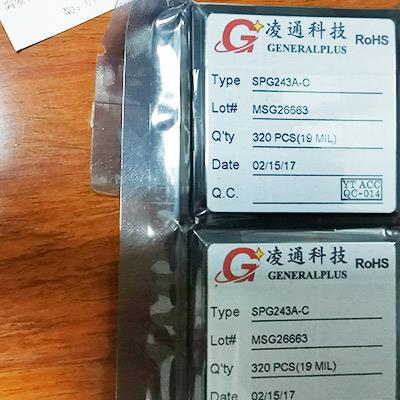 NO: 0
凌通科技 RoHS
GENERALPLUS
Type SPG243A-C
Lot# MSG26663
Q'ty 320 PCS(19 MIL)
Date 02/15/17
Q.C. YT ACC
QC-014
凌通科技 RoHS
GENERALPLUS
Type SPG243A-C
Lot# MSG26663
Q'ty 320 PCS(19 MIL)
Date 02/15/17